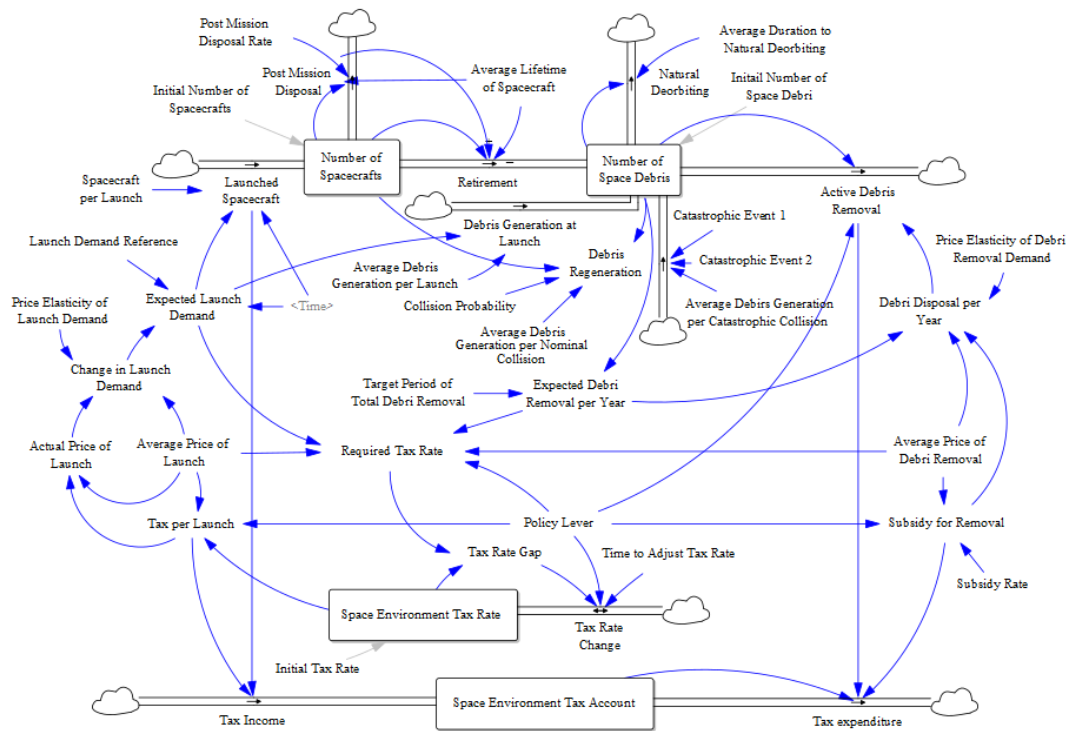 Post Mission
Disposal Rate
Average Duration to
Natural Deorbiting
Post Mission
Disposal
Average Lifetime
of Spacecraft
Natural
Deorbiting
Initail Number of
Space Debri
Initial Number of
Spacecrafts
Number of
Spacecrafts
Number of
Space Debris
Retirement
Spacecraft
per Launch
Launched
Spacecraft
Active Debris
Removal
Launch Demand Reference
Debris Generation at
Launch
Catastrophic Event 1
Debris
Regeneration
Catastrophic Event 2
Price Elasticity of Debri
Removal Demand
Average Debris
Generation per Launch
Expected Launch
Demand
<Time>
Collision Probability
Average Debirs Generation
per Catastrophic Collision
Debri Disposal per
Year
Price Elasticity of
Launch Demand
Average Debris
Generation per Nominal
Collision
Change in Launch
Demand
Target Period of
Total Debri Removal
Expected Debri
Removal per Year
Actual Price of
Launch
Average Price of
Launch
Required Tax Rate
Average Price of
Debri Removal
Tax per Launch
Policy Lever
Subsidy for Removal
Tax Rate Gap
Time to Adjust Tax Rate
Subsidy Rate
Space Environment Tax Rate
Tax Rate
Change
Initial Tax Rate
Space Environment Tax Account
Tax Income
Tax expenditure